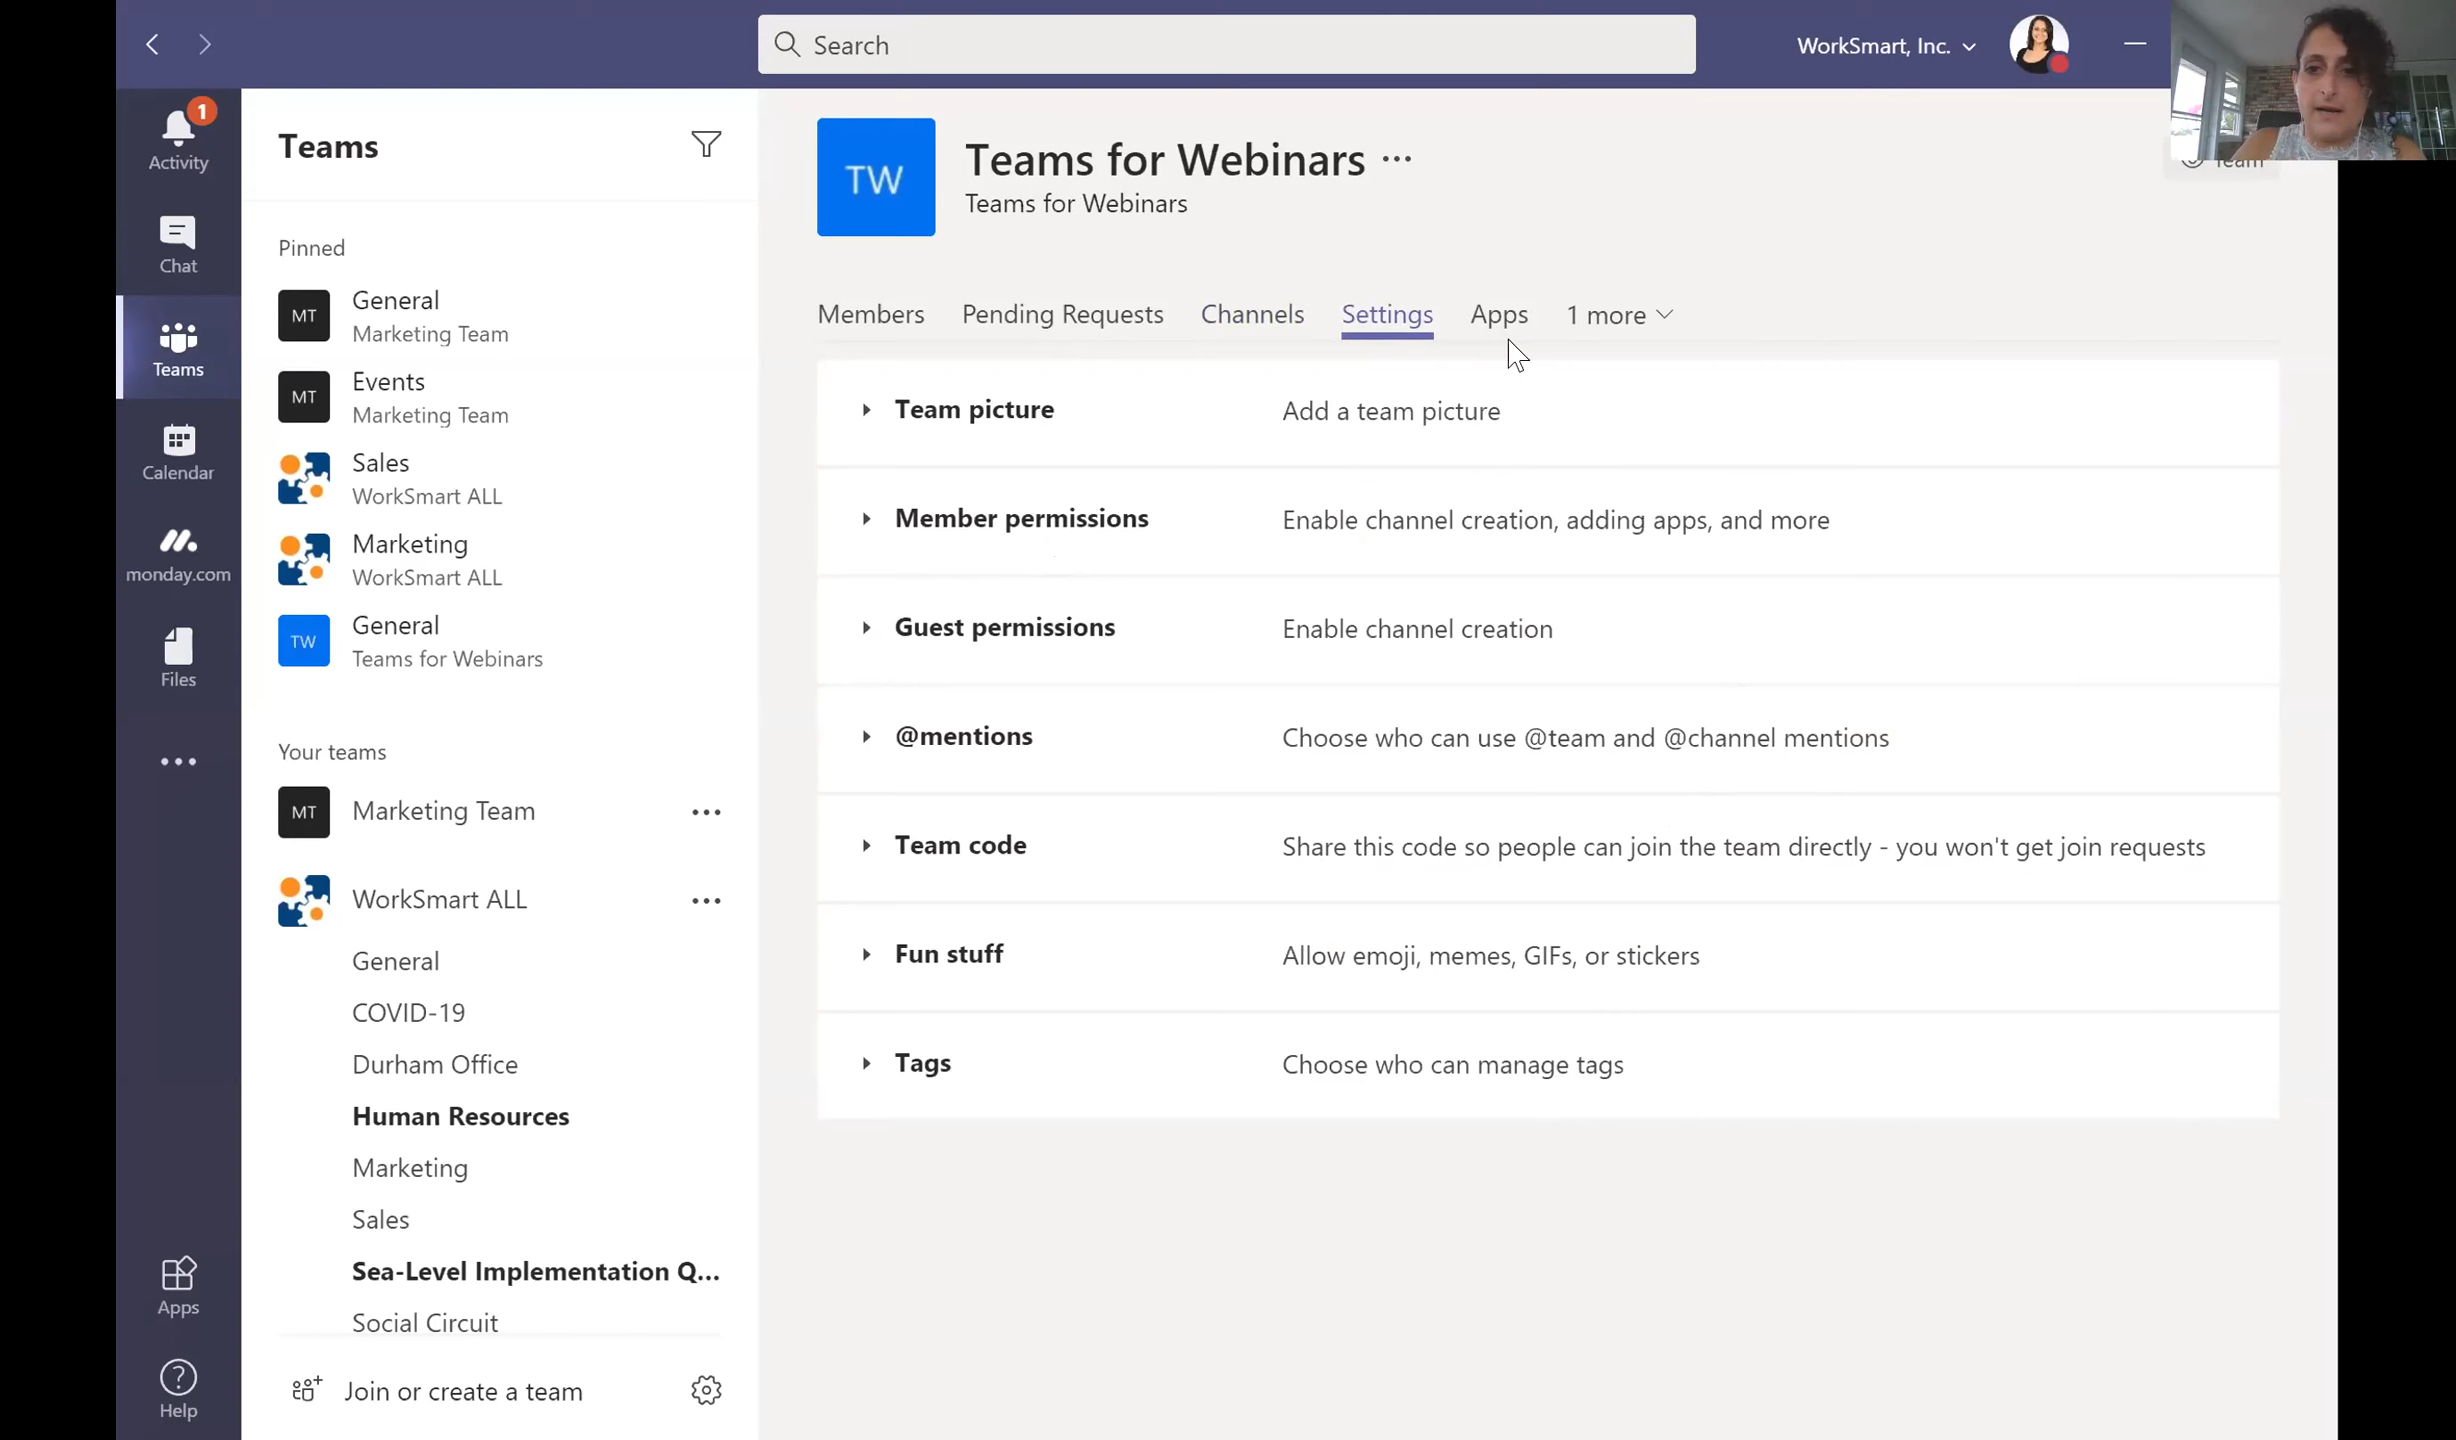 Search
WorkSmart, Inc.
1
Activity
Chat
Teams
Calendar
monday.com
Files
Apps
Help
Teams
Pinned
MT
General
Marketing Team
MT
Events
Marketing Team
Sales
WorkSmart ALL
Marketing
WorkSmart ALL
TW
General
Teams for Webinars
Your teams
MT
Marketing Team
WorkSmart ALL
General
COVID-19
Durham Office
Human Resources
Marketing
Sales
Sea-Level Implementation Q...
Social Circuit
Join or create a team
TW
Teams for Webinars
Teams for Webinars
Team
Members Pending Requests Channels Settings Apps 1 more
Team picture Add a team picture
Member permissions Enable channel creation, adding apps, and more
Guest permissions Enable channel creation
@mentions Choose who can use @team and @channel mentions
Team code Share this code so people can join the team directly - you won't get join requests
Fun stuff Allow emoji, memes, GIFs, or stickers
Tags Choose who can manage tags